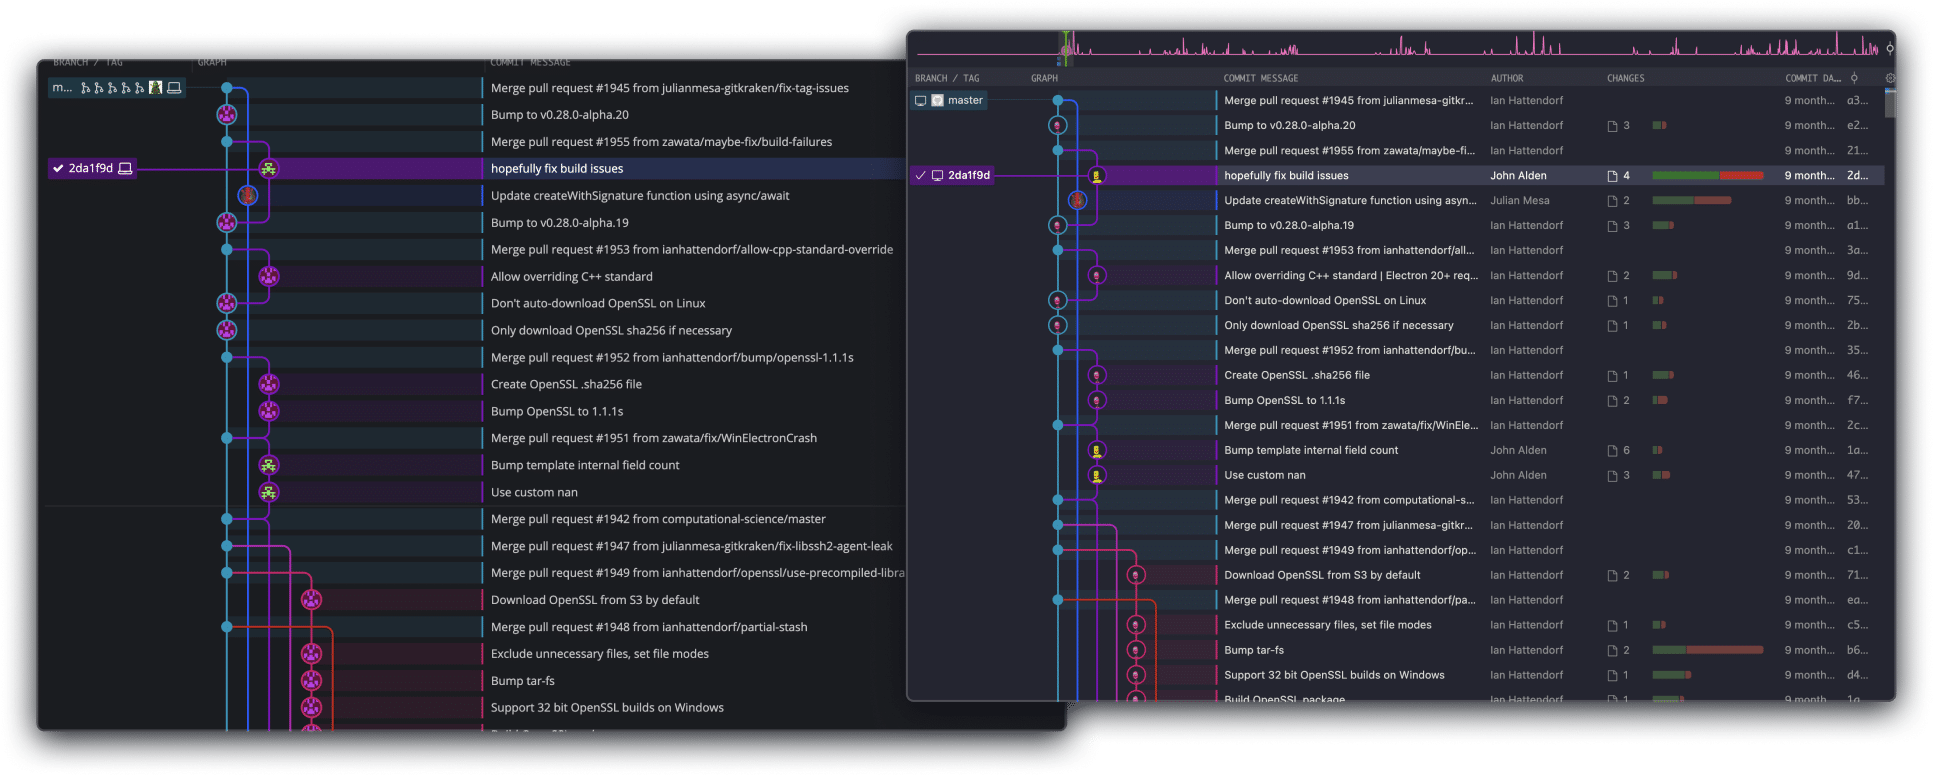 BRANCH / TAG GRAPH COMMIT MESSAGE
m... Merge pull request #1945 from julianmesa-gitkraken/fix-tag-issues
Bump to v0.28.0-alpha.20
Merge pull request #1955 from zawata/maybe-fix/build-failures
2da1f9d hopefully fix build issues
Update createWithSignature function using async/await
Bump to v0.28.0-alpha.19
Merge pull request #1953 from ianhattendorf/allow-cpp-standard-override
Allow overriding C++ standard
Don't auto-download OpenSSL on Linux
Only download OpenSSL sha256 if necessary
Merge pull request #1952 from ianhattendorf/bump/openssl-1.1.1s
Create OpenSSL .sha256 file
Bump OpenSSL to 1.1.1s
Merge pull request #1951 from zawata/fix/WinElectronCrash
Bump template internal field count
Use custom nan
Merge pull request #1942 from computational-science/master
Merge pull request #1947 from julianmesa-gitkraken/fix-libssh2-agent-leak
Merge pull request #1949 from ianhattendorf/openssl/use-precompiled-libra
Download OpenSSL from S3 by default
Merge pull request #1948 from ianhattendorf/partial-stash
Exclude unnecessary files, set file modes
Bump tar-fs
Support 32 bit OpenSSL builds on Windows
BRANCH / TAG GRAPH COMMIT MESSAGE AUTHOR CHANGES COMMIT DA...
master Merge pull request #1945 from julianmesa-gitkr... Ian Hattendorf 9 month... a3...
Bump to v0.28.0-alpha.20 Ian Hattendorf 3 9 month... e2...
Merge pull request #1955 from zawata/maybe-fi... Ian Hattendorf 9 month... 21...
2da1f9d hopefully fix build issues John Alden 4 9 month... 2d...
Update createWithSignature function using asyn... Julian Mesa 2 9 month... bb...
Bump to v0.28.0-alpha.19 Ian Hattendorf 3 9 month... a1...
Merge pull request #1953 from ianhattendorf/all... Ian Hattendorf 9 month... 3a...
Allow overriding C++ standard | Electron 20+ req... Ian Hattendorf 2 9 month... 9d...
Don't auto-download OpenSSL on Linux Ian Hattendorf 1 9 month... 75...
Only download OpenSSL sha256 if necessary Ian Hattendorf 1 9 month... 2b...
Merge pull request #1952 from ianhattendorf/bu... Ian Hattendorf 9 month... 35...
Create OpenSSL .sha256 file Ian Hattendorf 1 9 month... 46...
Bump OpenSSL to 1.1.1s Ian Hattendorf 2 9 month... f7...
Merge pull request #1951 from zawata/fix/WinEle... Ian Hattendorf 9 month... 2c...
Bump template internal field count John Alden 6 9 month... 1a...
Use custom nan John Alden 3 9 month... 47...
Merge pull request #1942 from computational-s... Ian Hattendorf 9 month... 53...
Merge pull request #1947 from julianmesa-gitkr... Ian Hattendorf 9 month... 20...
Merge pull request #1949 from ianhattendorf/op... Ian Hattendorf 9 month... c1...
Download OpenSSL from S3 by default Ian Hattendorf 2 9 month... 71...
Merge pull request #1948 from ianhattendorf/pa... Ian Hattendorf 9 month... ea...
Exclude unnecessary files, set file modes Ian Hattendorf 1 9 month... c5...
Bump tar-fs Ian Hattendorf 2 9 month... b6...
Support 32 bit OpenSSL builds on Windows Ian Hattendorf 1 9 month... d4...
Build OpenSSL package Ian Hattendorf 1 9 month... 1a...